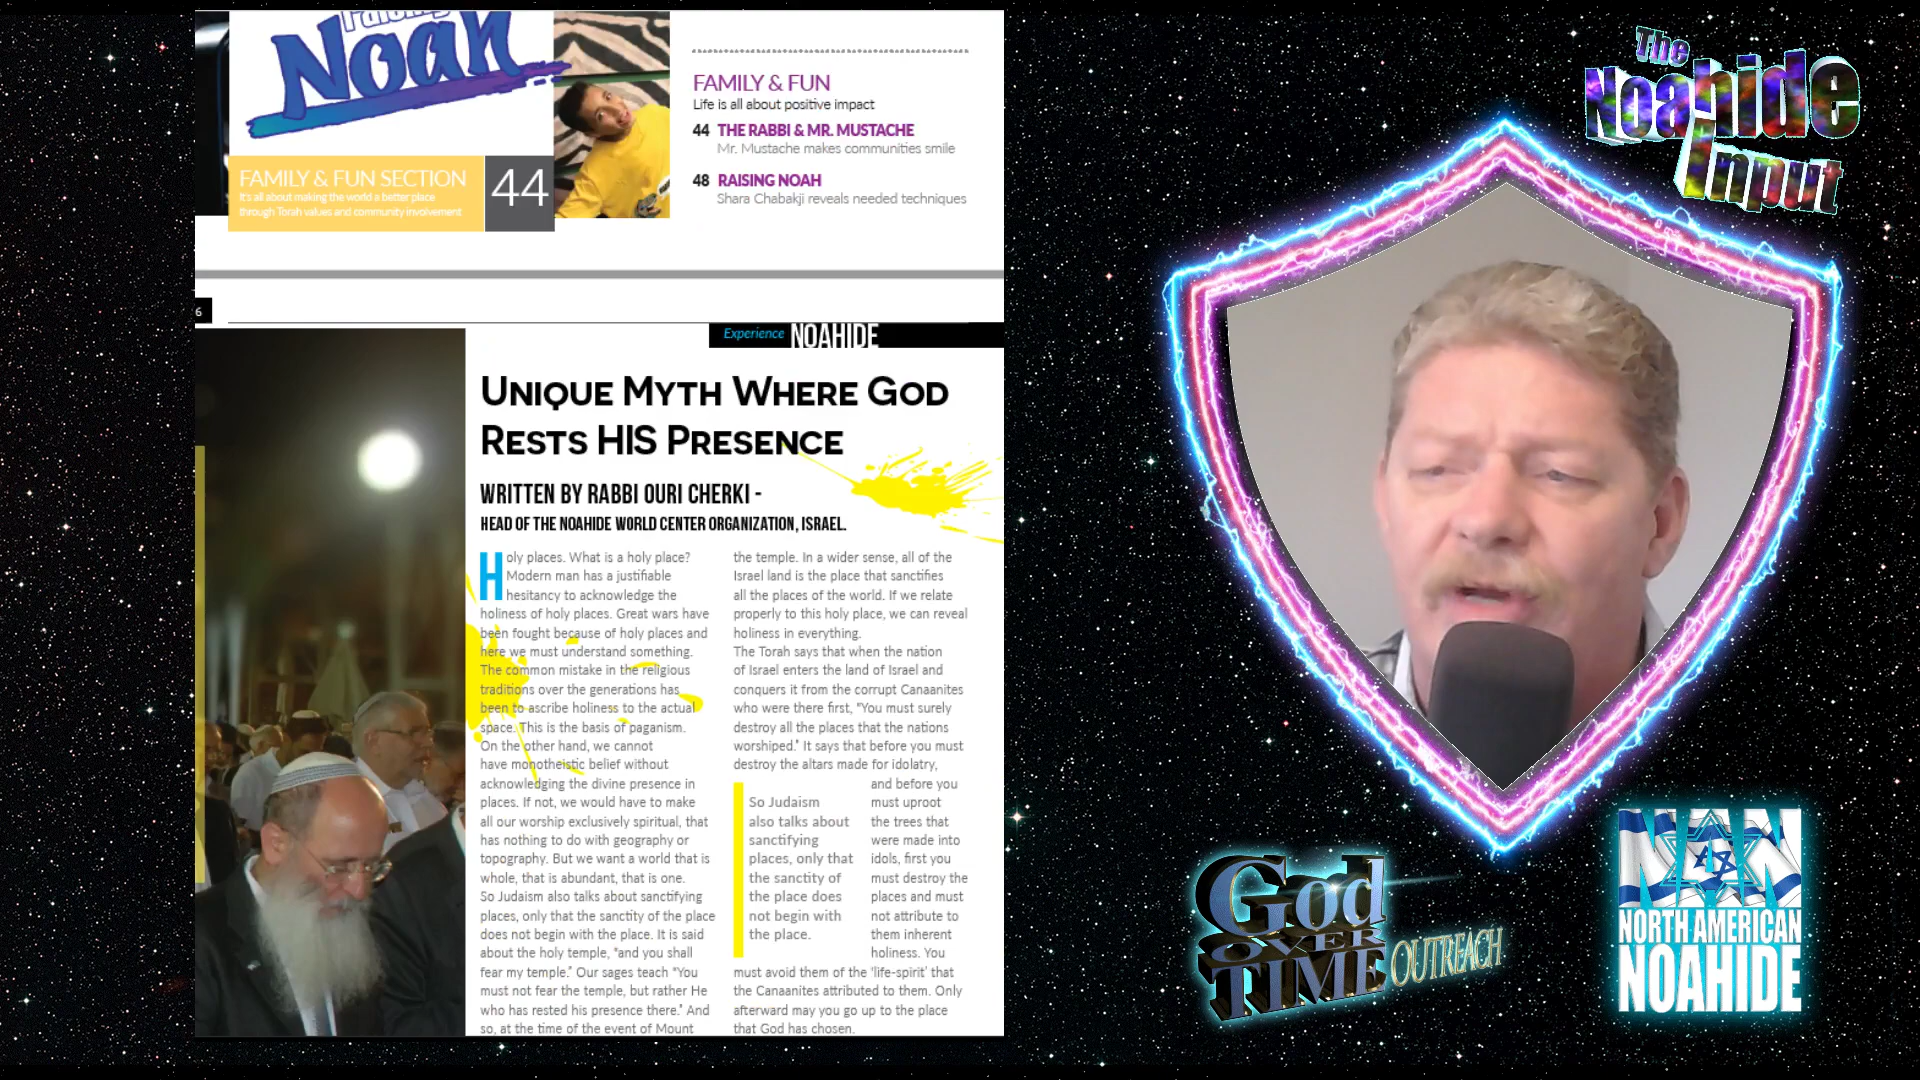 Noah
FAMILY & FUN SECTION
It's all about making the world a better place
through Torah values and community involvement
44
FAMILY & FUN
Life is all about positive impact
44 THE RABBI & MR. MUSTACHE
Mr. Mustache makes communities smile
48 RAISING NOAH
Shara Chabakji reveals needed techniques
6
Experience NOAHIDE
UNIQUE MYTH WHERE GOD
RESTS HIS PRESENCE
WRITTEN BY RABBI OURI CHERKI -
HEAD OF THE NOAHIDE WORLD CENTER ORGANIZATION, ISRAEL.
Holy places. What is a holy place?
Modern man has a justifiable
hesitancy to acknowledge the
holiness of holy places. Great wars have
been fought because of holy places and
here we must understand something.
The common mistake in the religious
traditions over the generations has
been to ascribe holiness to the actual
space. This is the basis of paganism.
On the other hand, we cannot
have monotheistic belief without
acknowledging the divine presence in
places. If not, we would have to make
all our worship exclusively spiritual, that
has nothing to do with geography or
topography. But we want a world that is
whole, that is abundant, that is one.
So Judaism also talks about sanctifying
places, only that the sanctity of the place
does not begin with the place. It is said
about the holy temple, "and you shall
fear my temple." Our sages teach "You
must not fear the temple, but rather He
who has rested his presence there." And
so, at the time of the event of Mount
the temple. In a wider sense, all of the
Israel land is the place that sanctifies
all the places of the world. If we relate
properly to this holy place, we can reveal
holiness in everything.
The Torah says that when the nation
of Israel enters the land of Israel and
conquers it from the corrupt Canaanites
who were there first, "You must surely
destroy all the places that the nations
worshiped." It says that before you must
destroy the altars made for idolatry,
and before you
must uproot
the trees that
were made into
idols, first you
must destroy the
places and must
not attribute to
them inherent
holiness. You
must avoid them of the 'life-spirit' that
the Canaanites attributed to them. Only
afterward may you go up to the place
that God has chosen.
So Judaism
also talks about
sanctifying
places, only that
the sanctity of
the place does
not begin with
the place.
The
Noahide
Input
God
OVER
TIME OUTREACH
NAN
NORTH AMERICAN
NOAHIDE